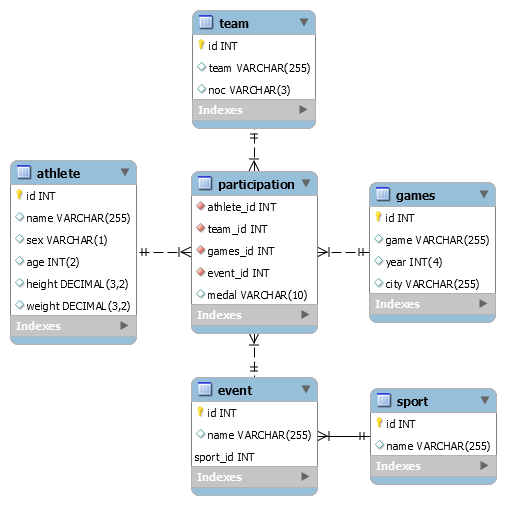 team
id INT
team VARCHAR(255)
noc VARCHAR(3)
Indexes
athlete
id INT
name VARCHAR(255)
sex VARCHAR(1)
age INT(2)
height DECIMAL(3,2)
weight DECIMAL(3,2)
Indexes
participation
athlete_id INT
team_id INT
games_id INT
event_id INT
medal VARCHAR(10)
Indexes
games
id INT
game VARCHAR(255)
year INT(4)
city VARCHAR(255)
Indexes
event
id INT
name VARCHAR(255)
sport_id INT
Indexes
sport
id INT
name VARCHAR(255)
Indexes